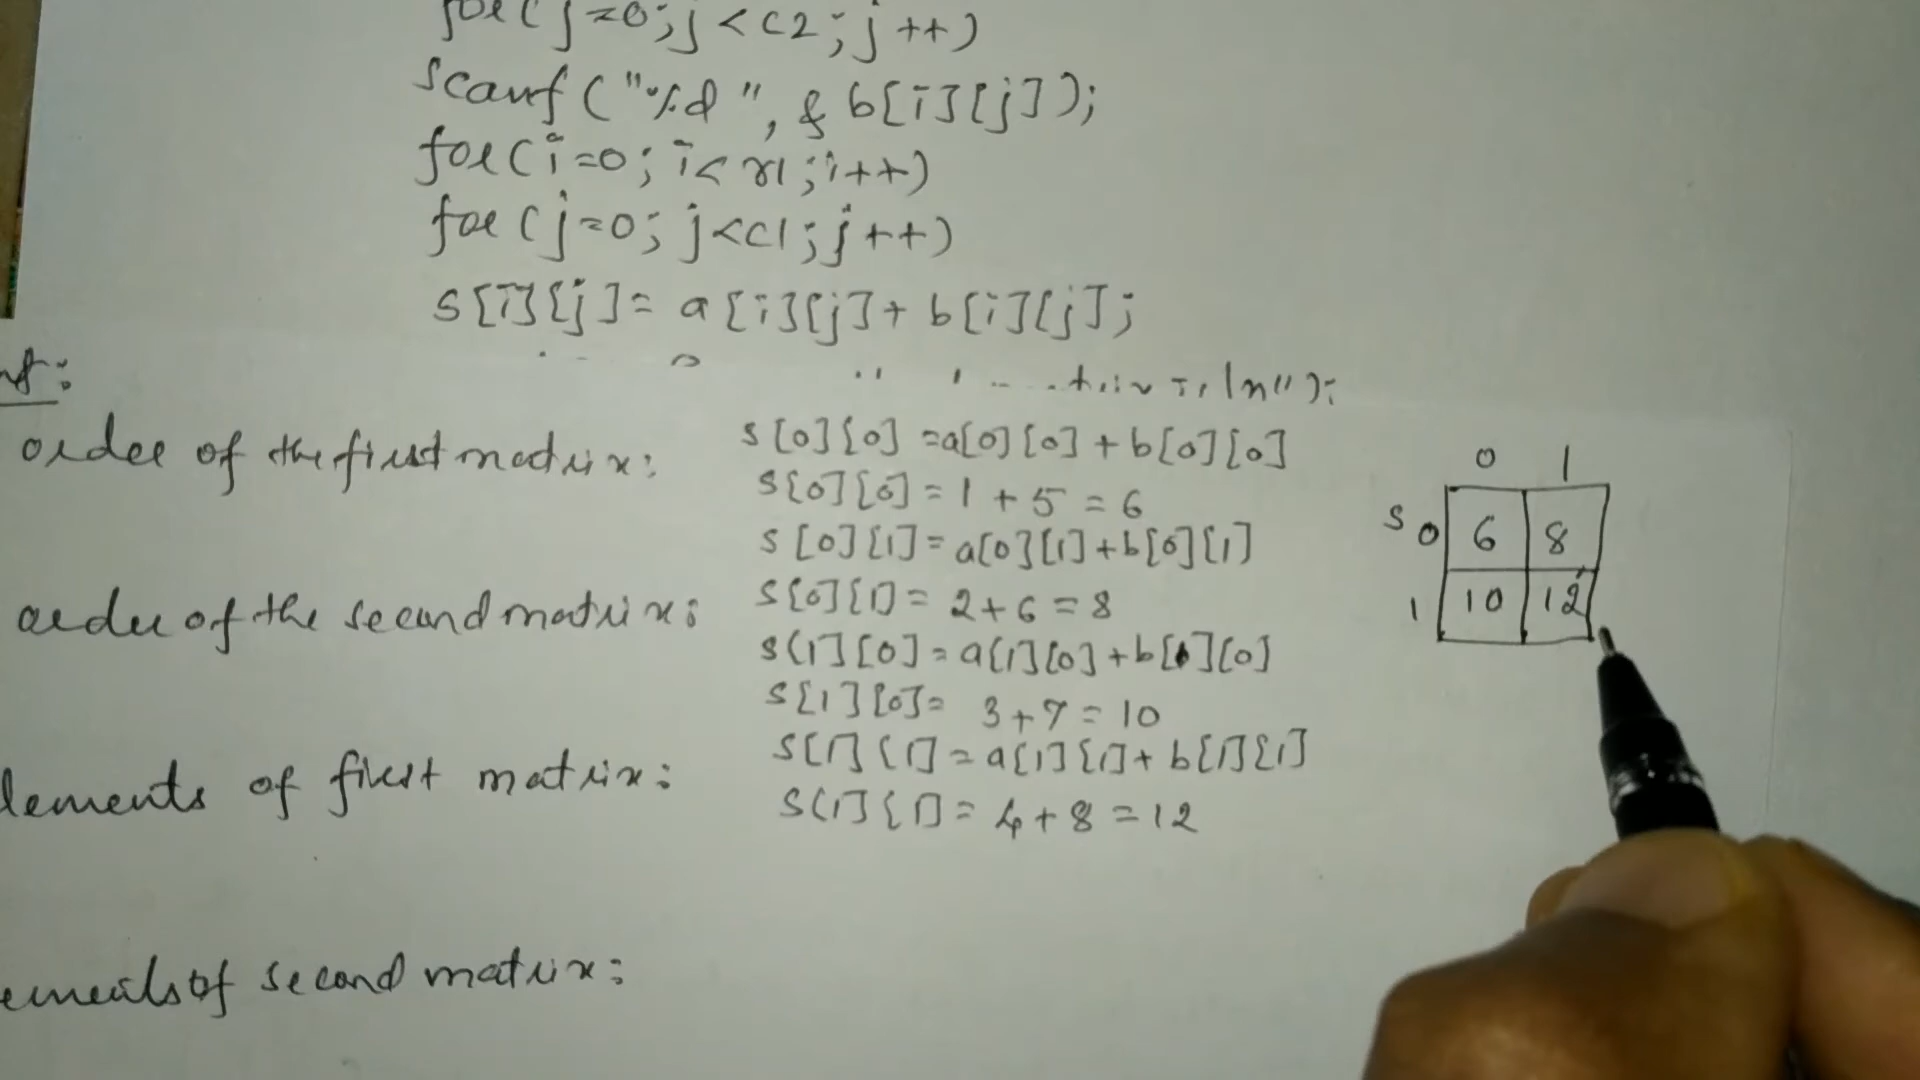 for(j=0;j<c2;j++)
scanf("%d",&b[i][j]);
for(i=0;i<r1;i++)
for(j=0;j<c1;j++)
s[i][j]=a[i][j]+b[i][j];
\n");
order of the first matrix:
s[0][0]=a[0][0]+b[0][0]
s[0][0]=1+5=6
s[0][1]=a[0][1]+b[0][1]
order of the second matrix:
s[0][1]=2+6=8
s[1][0]=a[1][0]+b[1][0]
s[1][0]=3+7=10
s[1][1]=a[1][1]+b[1][1]
lements of first matrix:
s[1][1]=4+8=12
ements of second matrix:
0 1
s 0 6 8
1 10 12